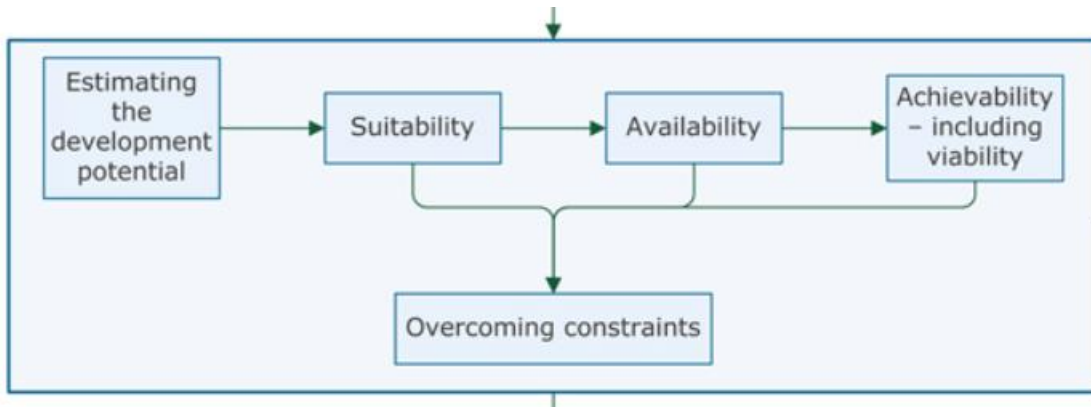 Estimating
the
development
potential
Suitability
Availability
Achievability
– including
viability
Overcoming constraints